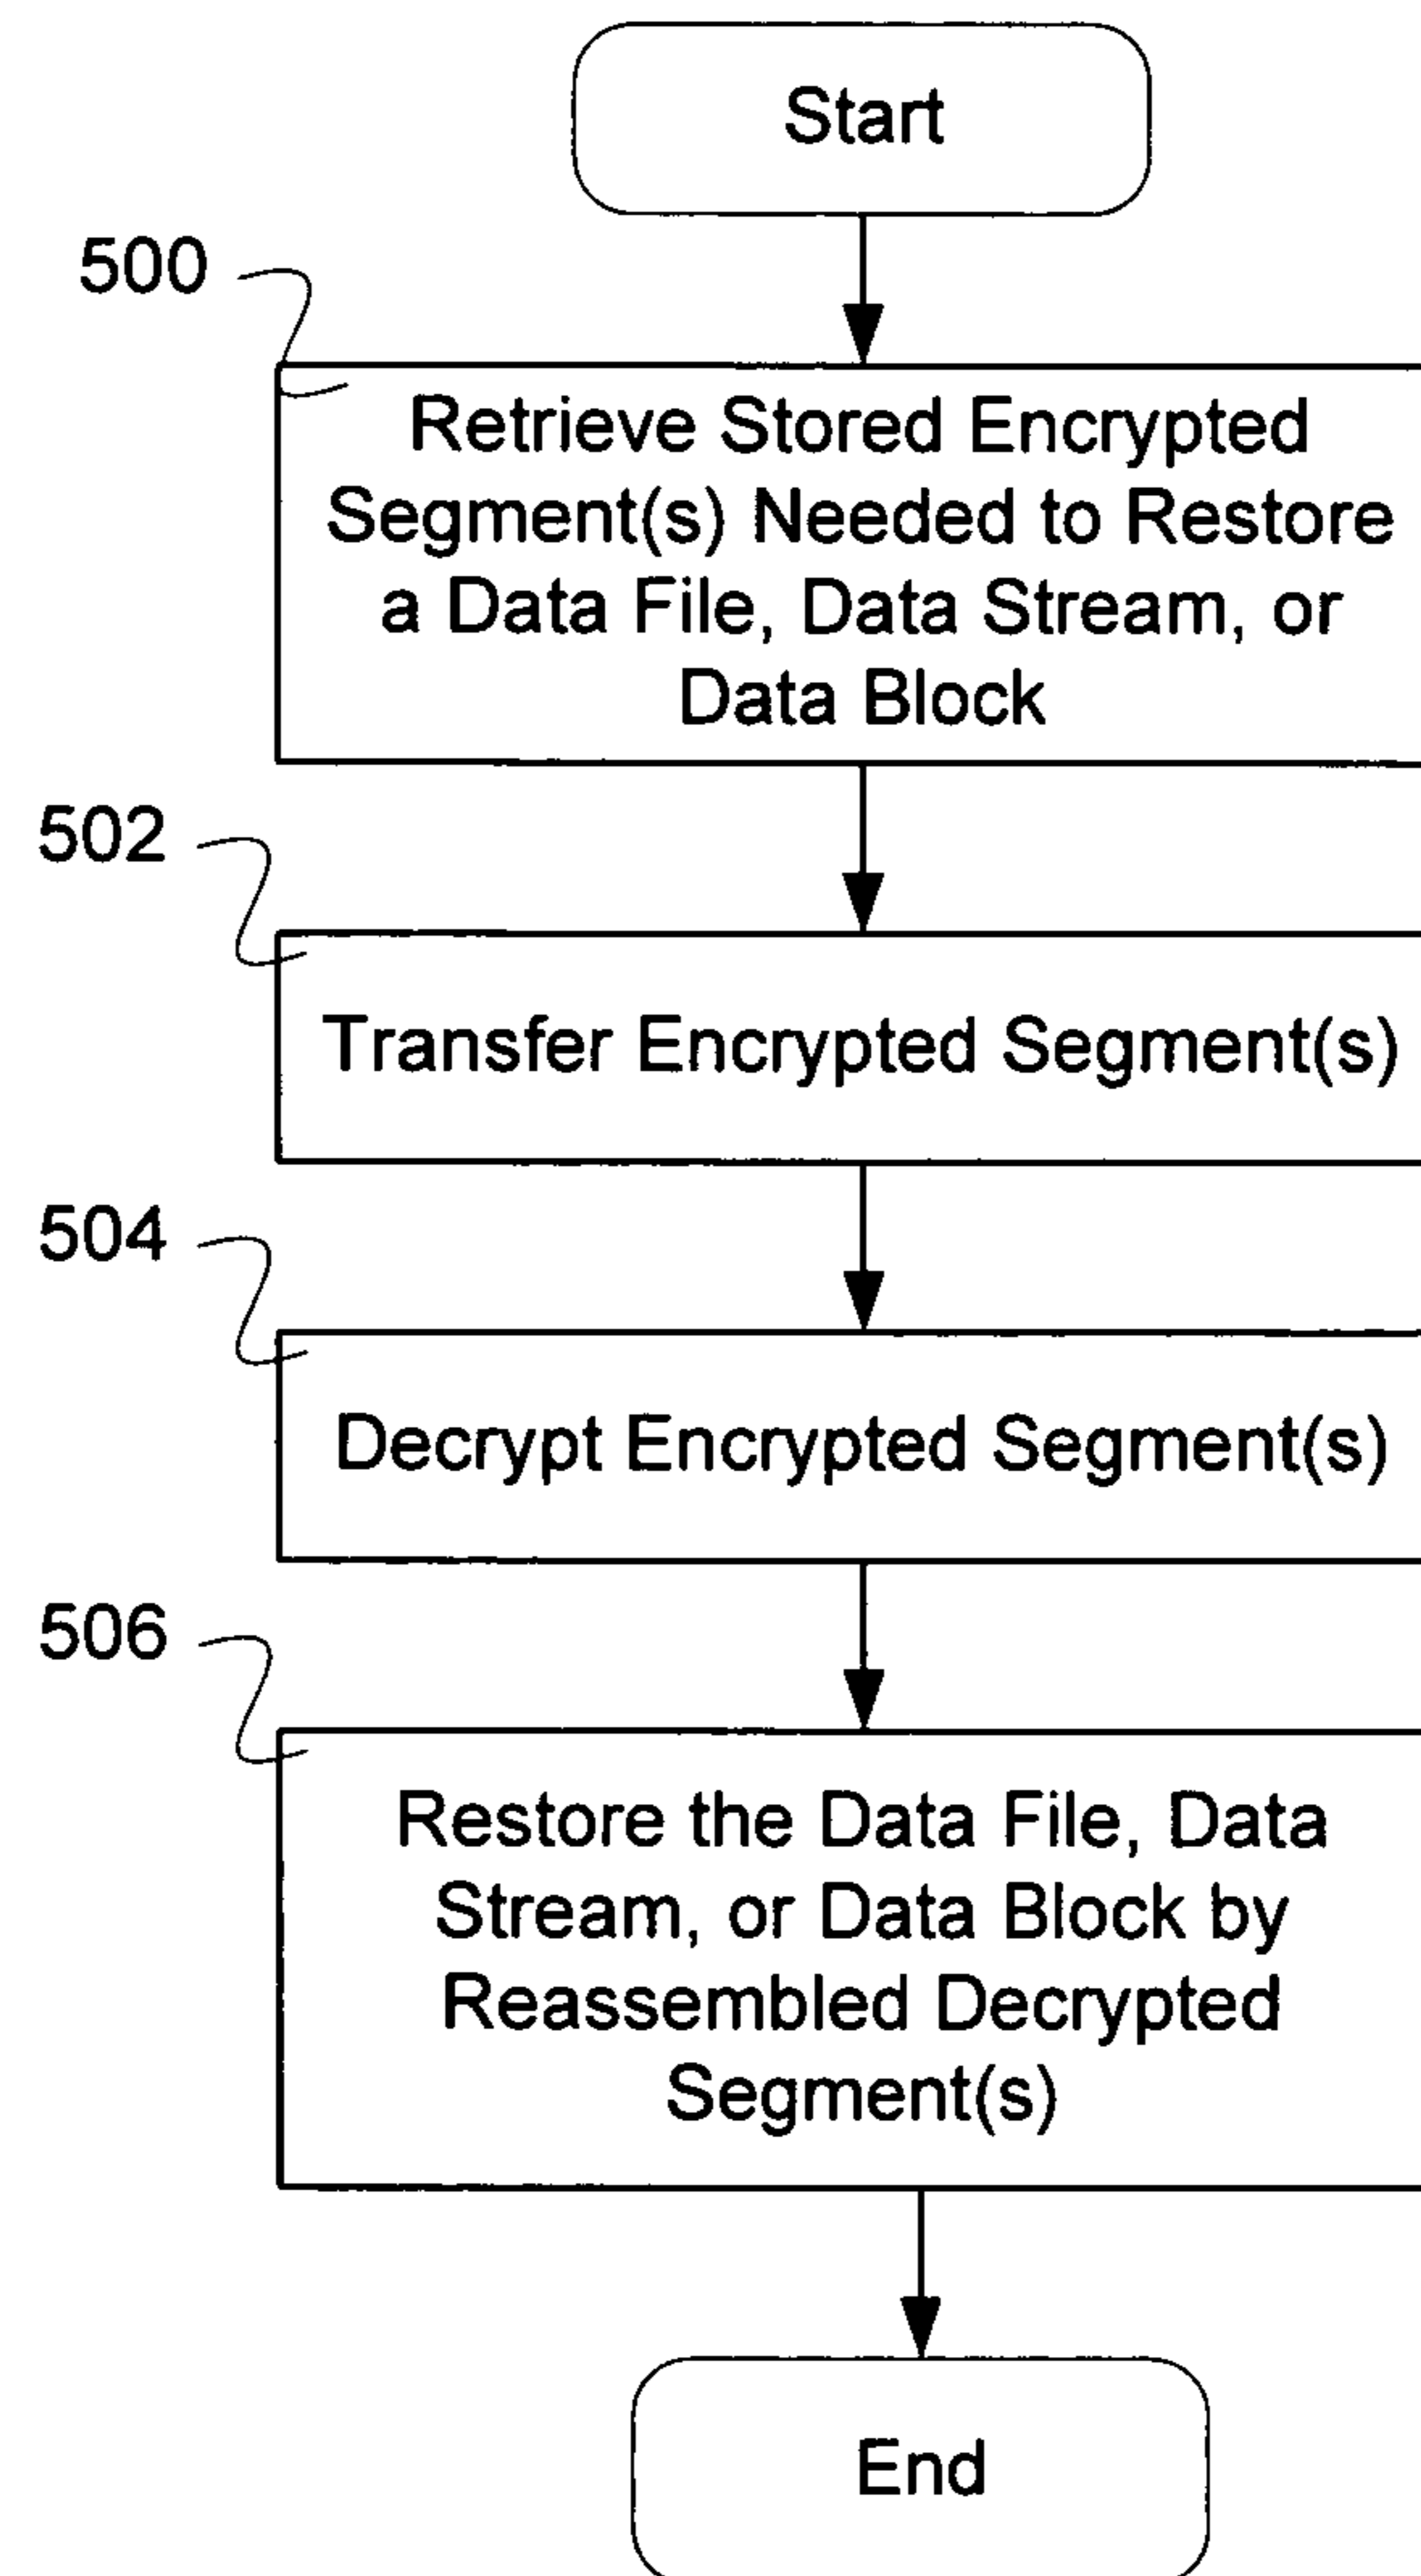 Start
500
Retrieve Stored Encrypted
Segment(s) Needed to Restore
a Data File, Data Stream, or
Data Block
502
Transfer Encrypted Segment(s)
504
Decrypt Encrypted Segment(s)
506
Restore the Data File, Data
Stream, or Data Block by
Reassembled Decrypted
Segment(s)
End